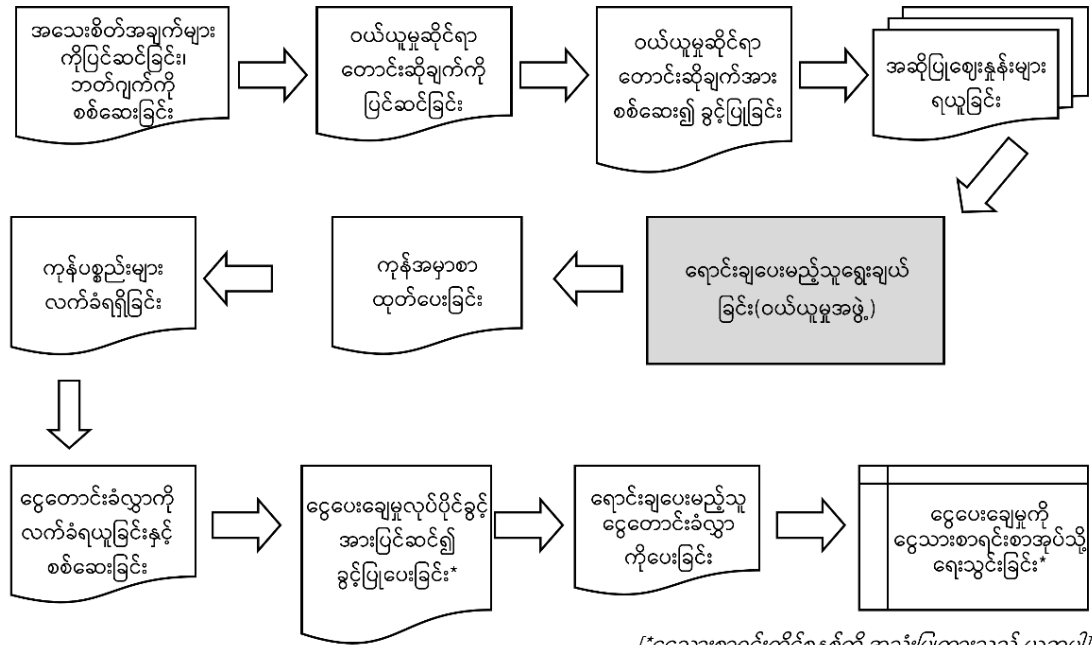 အသေးစိတ်အချက်များ
ကိုပြင်ဆင်ခြင်း၊
ဘတ်ဂျက်ကို
စစ်ဆေးခြင်း
ဝယ်ယူမှုဆိုင်ရာ
တောင်းဆိုချက်ကို
ပြင်ဆင်ခြင်း
ဝယ်ယူမှုဆိုင်ရာ
တောင်းဆိုချက်အား
စစ်ဆေး၍ ခွင့်ပြုခြင်း
အဆိုပြုဈေးနှုန်းများ
ရယူခြင်း
ရောင်းချပေးမည့်သူရွေးချယ်
ခြင်း(ဝယ်ယူမှုအဖွဲ့)
ကုန်အမှာစာ
ထုတ်ပေးခြင်း
ကုန်ပစ္စည်းများ
လက်ခံရရှိခြင်း
ငွေတောင်းခံလွှာကို
လက်ခံရယူခြင်းနှင့်
စစ်ဆေးခြင်း
ငွေပေးချေမှုလုပ်ပိုင်ခွင့်
အားပြင်ဆင်၍
ခွင့်ပြုပေးခြင်း*
ရောင်းချပေးမည့်သူ
ငွေတောင်းခံလွှာ
ကိုပေးခြင်း
ငွေပေးချေမှုကို
ငွေသားစာရင်းစာအုပ်သို့
ရေးသွင်းခြင်း*